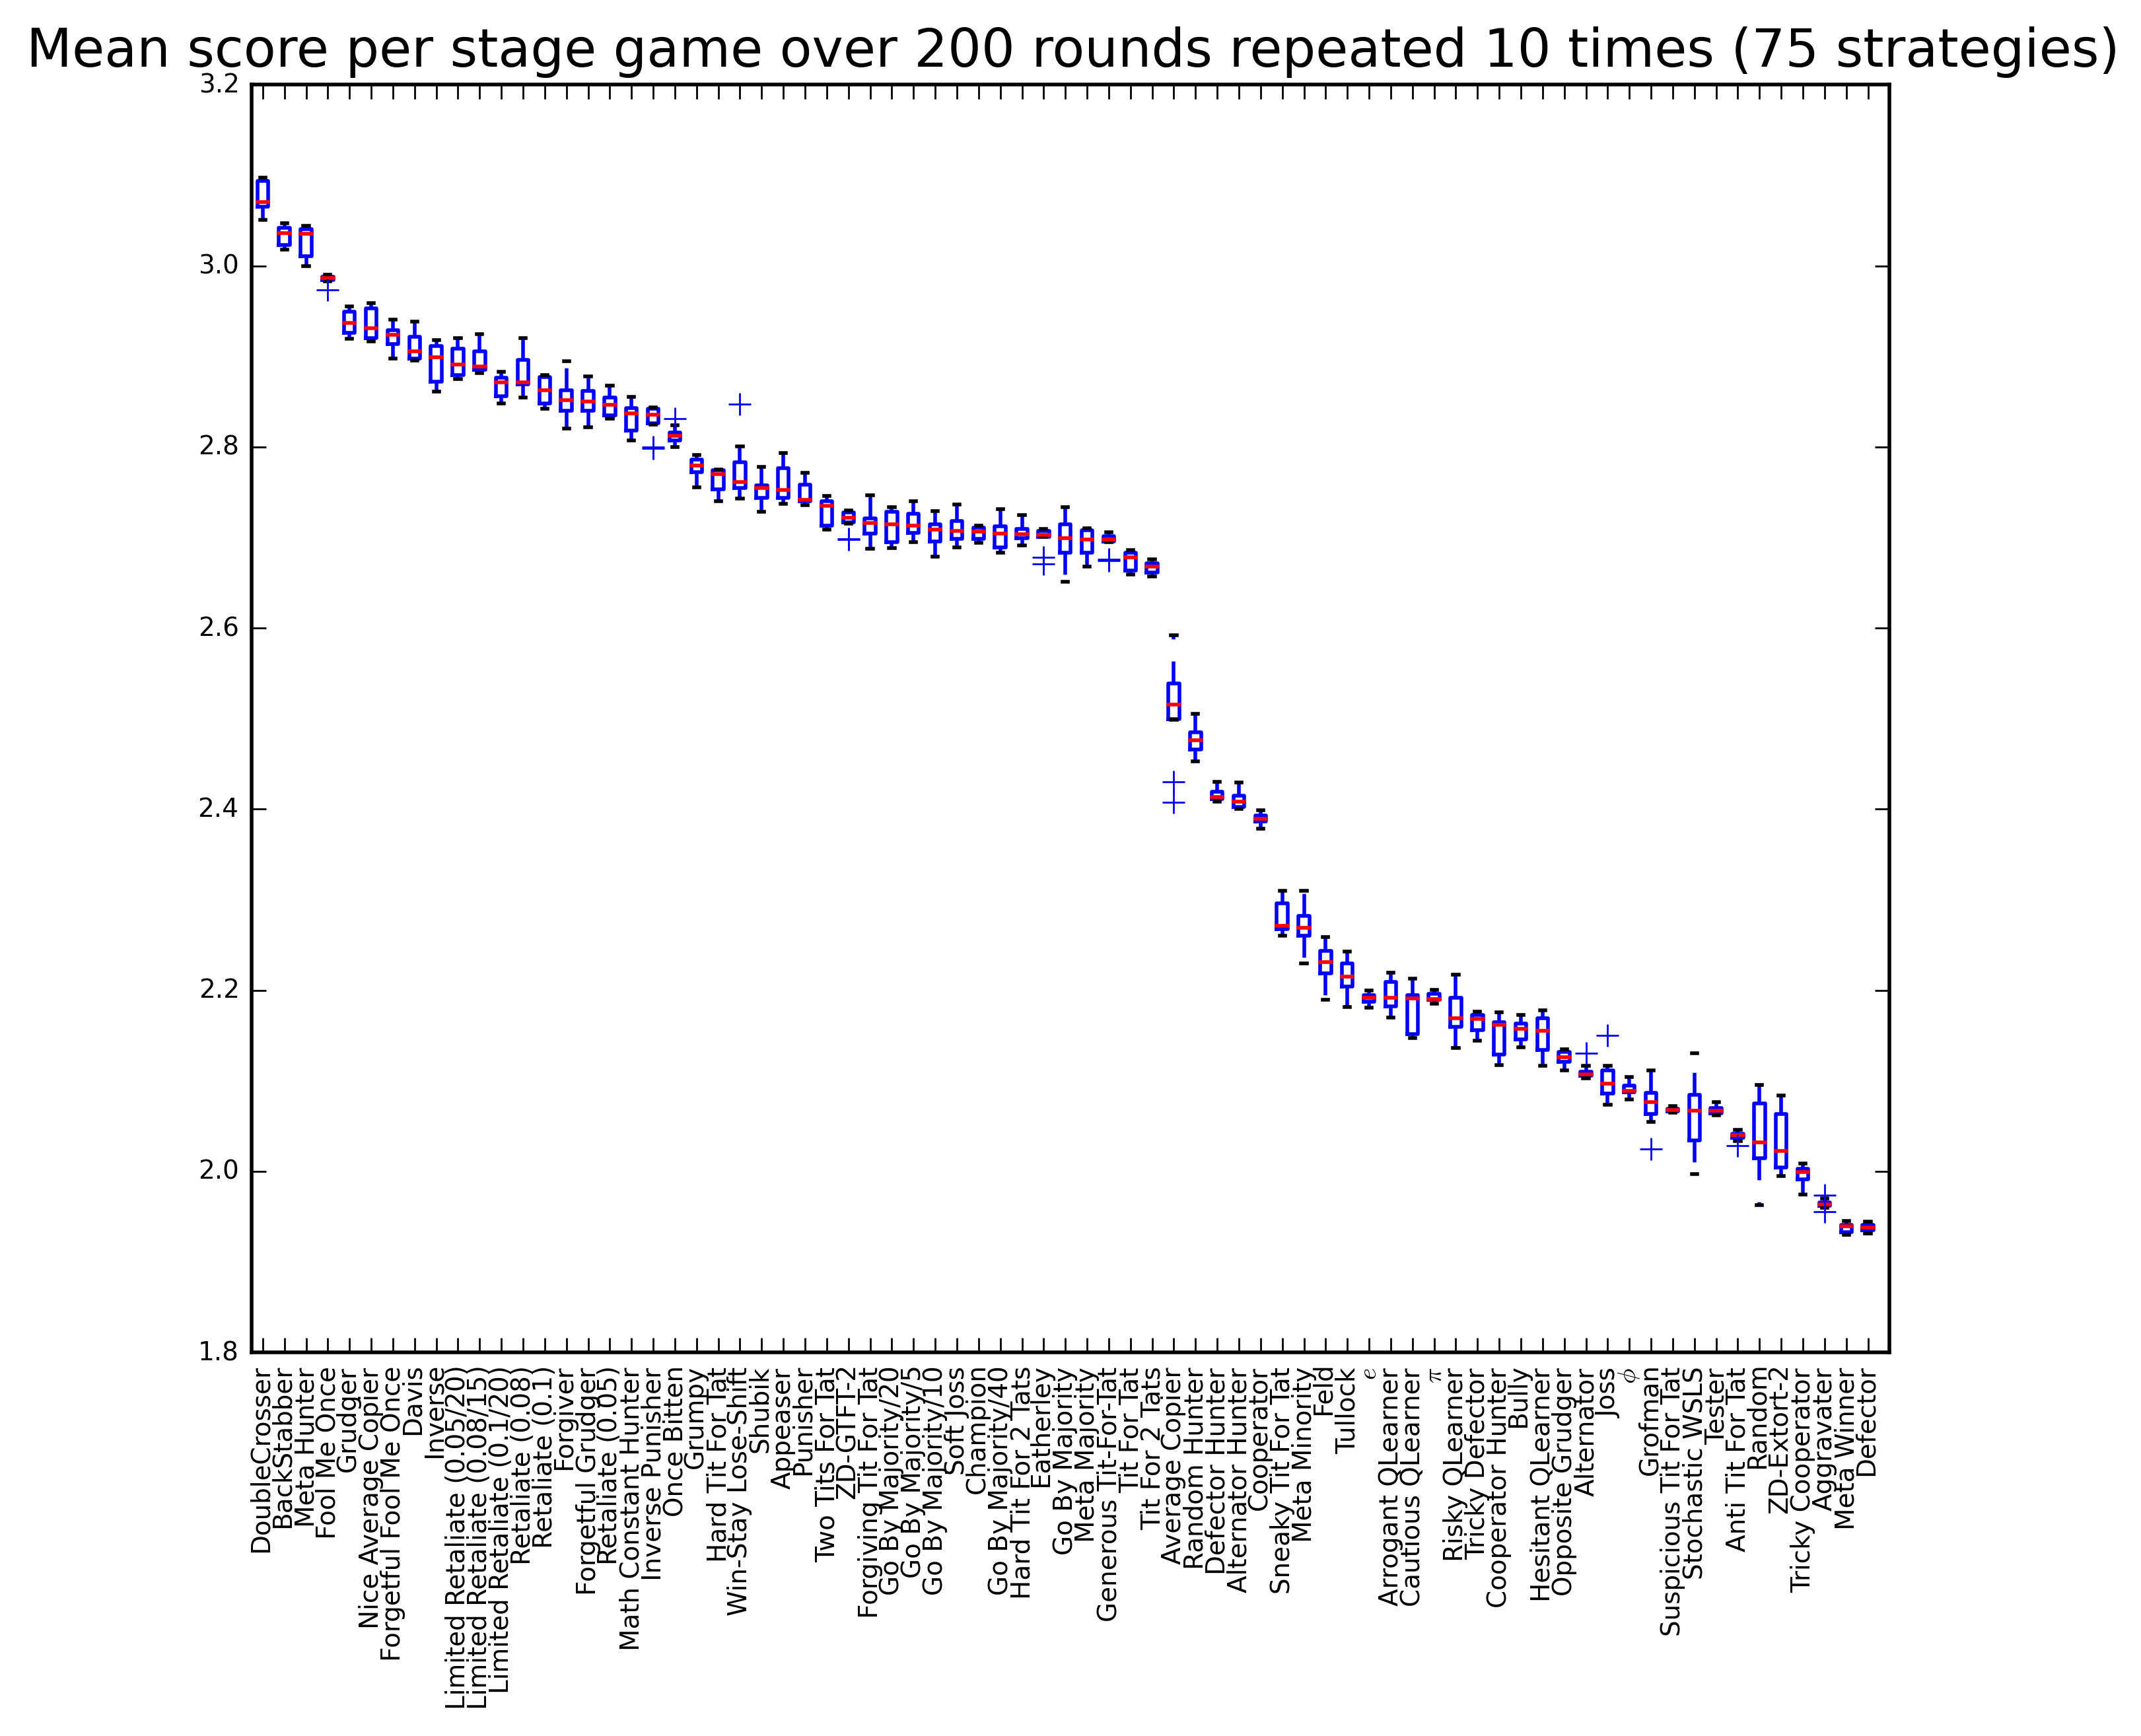 Mean score per stage game over 200 rounds repeated 10 times (75 strategies)
3.2
3.0
2.8
2.6
2.4
2.2
2.0
1.8
DoubleCrosser
BackStabber
Meta Hunter
Fool Me Once
Grudger
Nice Average Copier
Forgetful Fool Me Once
Davis
Inverse
Limited Retaliate (0.05/20)
Limited Retaliate (0.08/15)
Limited Retaliate (0.1/20)
Retaliate (0.08)
Retaliate (0.1)
Forgiver
Forgetful Grudger
Retaliate (0.05)
Math Constant Hunter
Inverse Punisher
Once Bitten
Grumpy
Hard Tit For Tat
Win-Stay Lose-Shift
Shubik
Appeaser
Punisher
Two Tits For Tat
ZD-GTFT-2
Forgiving Tit For Tat
Go By Majority/20
Go By Majority/5
Go By Majority/10
Soft Joss
Champion
Go By Majority/40
Hard Tit For 2 Tats
Eatherley
Go By Majority
Meta Majority
Generous Tit-For-Tat
Tit For Tat
Tit For 2 Tats
Average Copier
Random Hunter
Defector Hunter
Alternator Hunter
Cooperator
Sneaky Tit For Tat
Meta Minority
Feld
Tullock
e
Arrogant QLearner
Cautious QLearner
π
Risky QLearner
Tricky Defector
Cooperator Hunter
Bully
Hesitant QLearner
Opposite Grudger
Alternator
Joss
ϕ
Grofman
Suspicious Tit For Tat
Stochastic WSLS
Tester
Anti Tit For Tat
Random
ZD-Extort-2
Tricky Cooperator
Aggravater
Meta Winner
Defector